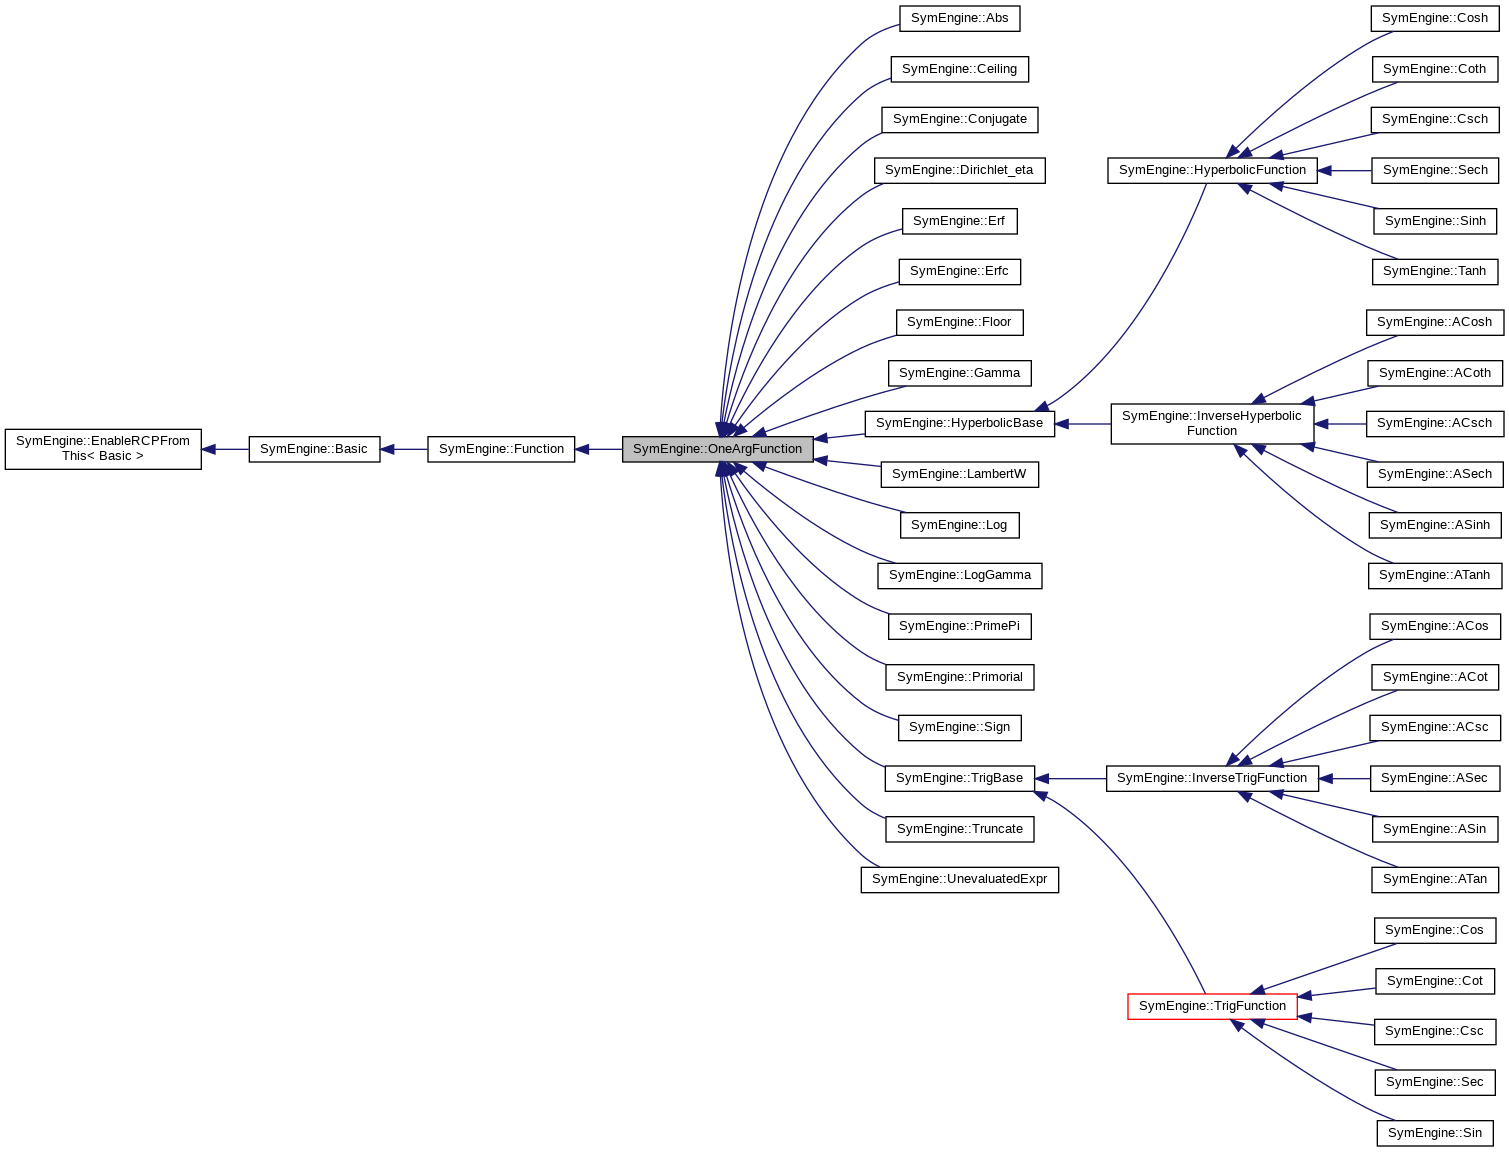 SymEngine::EnableRCPFrom
This< Basic >
SymEngine::Basic
SymEngine::Function
SymEngine::OneArgFunction
SymEngine::Abs
SymEngine::Ceiling
SymEngine::Conjugate
SymEngine::Dirichlet_eta
SymEngine::Erf
SymEngine::Erfc
SymEngine::Floor
SymEngine::Gamma
SymEngine::HyperbolicBase
SymEngine::LambertW
SymEngine::Log
SymEngine::LogGamma
SymEngine::PrimePi
SymEngine::Primorial
SymEngine::Sign
SymEngine::TrigBase
SymEngine::Truncate
SymEngine::UnevaluatedExpr
SymEngine::HyperbolicFunction
SymEngine::InverseHyperbolic
Function
SymEngine::InverseTrigFunction
SymEngine::TrigFunction
SymEngine::Cosh
SymEngine::Coth
SymEngine::Csch
SymEngine::Sech
SymEngine::Sinh
SymEngine::Tanh
SymEngine::ACosh
SymEngine::ACoth
SymEngine::ACsch
SymEngine::ASech
SymEngine::ASinh
SymEngine::ATanh
SymEngine::ACos
SymEngine::ACot
SymEngine::ACsc
SymEngine::ASec
SymEngine::ASin
SymEngine::ATan
SymEngine::Cos
SymEngine::Cot
SymEngine::Csc
SymEngine::Sec
SymEngine::Sin